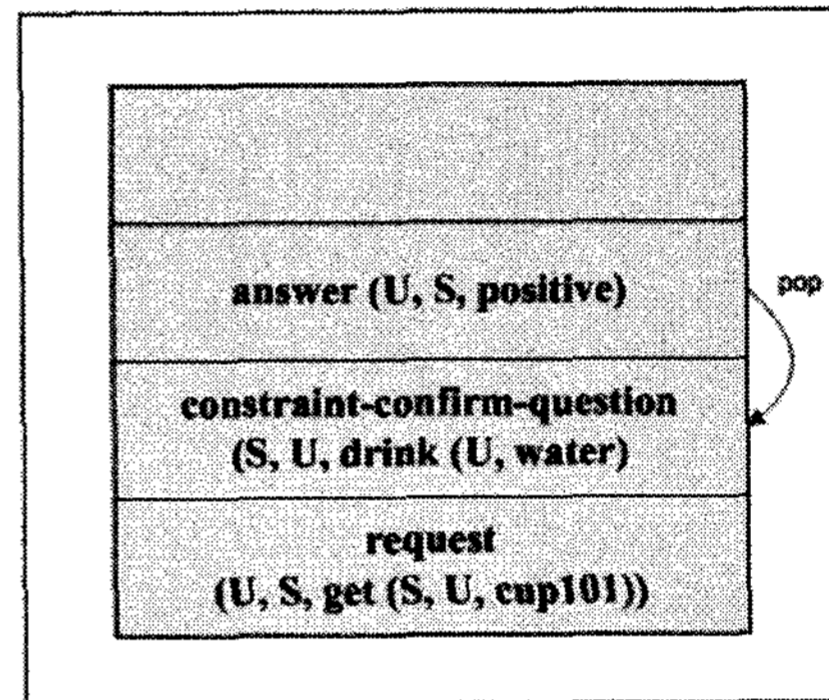 answer (U, S, positive)
pop
constraint-confirm-question
(S, U, drink (U, water)
request
(U, S, get (S, U, cup101))